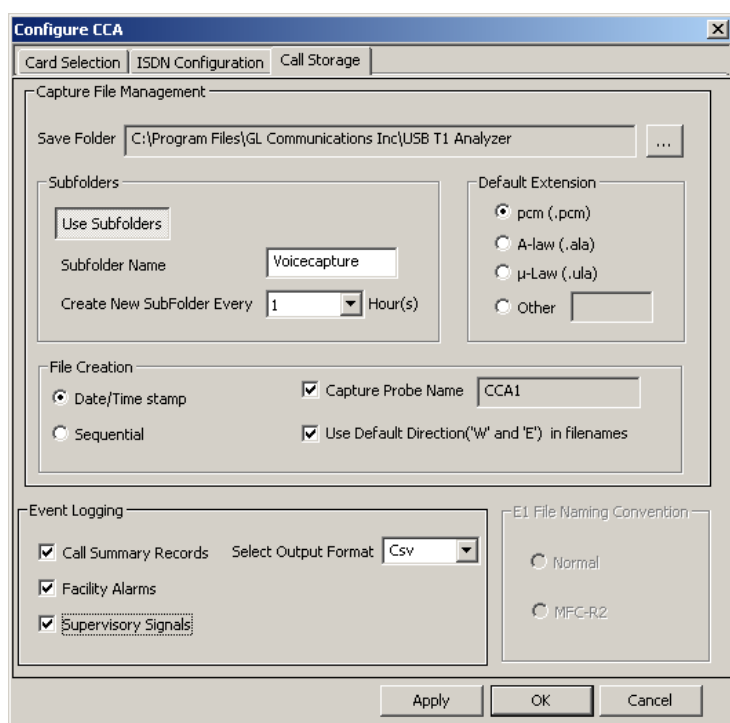 Configure CCA
Card Selection ISDN Configuration Call Storage
Capture File Management
Save Folder C:\Program Files\GL Communications Inc\USB T1 Analyzer ...
Subfolders
Use Subfolders
Subfolder Name Voicecapture
Create New SubFolder Every 1 Hour(s)
Default Extension
pcm (.pcm)
A-law (.ala)
µ-Law (.ula)
Other
File Creation
Date/Time stamp
Sequential
Capture Probe Name CCA1
Use Default Direction('W' and 'E') in filenames
Event Logging
Call Summary Records Select Output Format Csv
Facility Alarms
Supervisory Signals
E1 File Naming Convention
Normal
MFC-R2
Apply OK Cancel